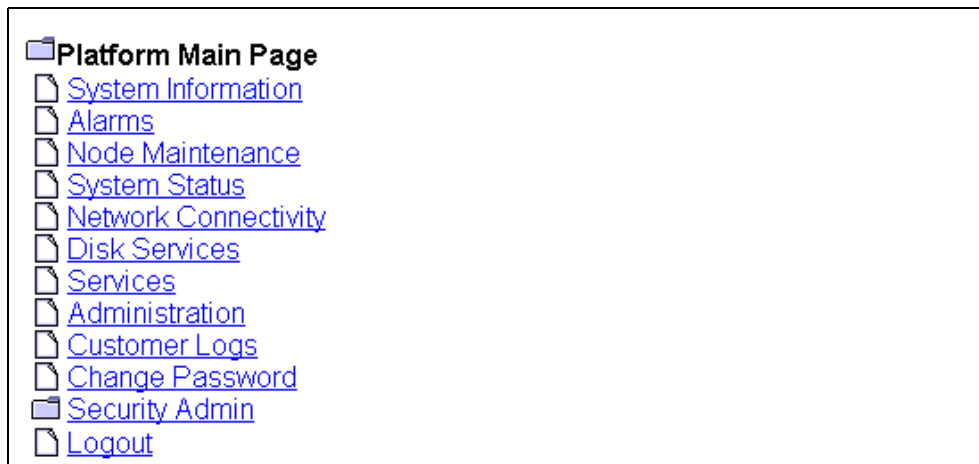 Platform Main Page
System Information
Alarms
Node Maintenance
System Status
Network Connectivity
Disk Services
Services
Administration
Customer Logs
Change Password
Security Admin
Logout